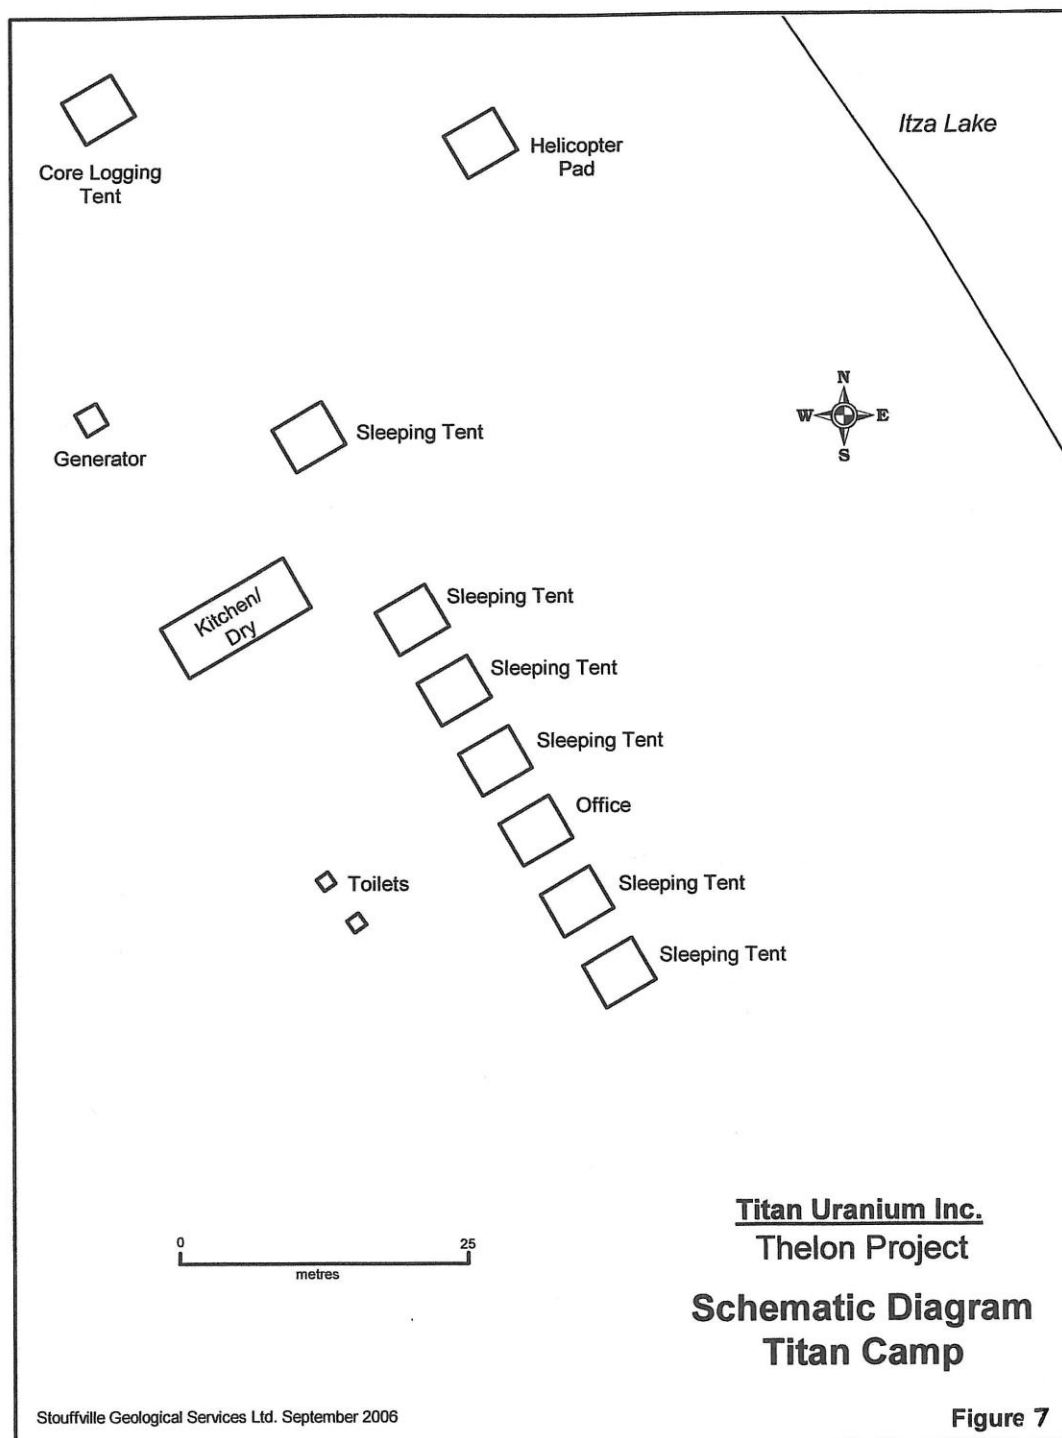 Itza Lake
Core Logging
Tent
Helicopter
Pad
N
W E
S
Generator
Sleeping Tent
Kitchen/
Dry
Sleeping Tent
Sleeping Tent
Sleeping Tent
Office
Toilets
Sleeping Tent
Sleeping Tent
0 25
metres
Titan Uranium Inc.
Thelon Project
Schematic Diagram
Titan Camp
Stouffville Geological Services Ltd. September 2006
Figure 7